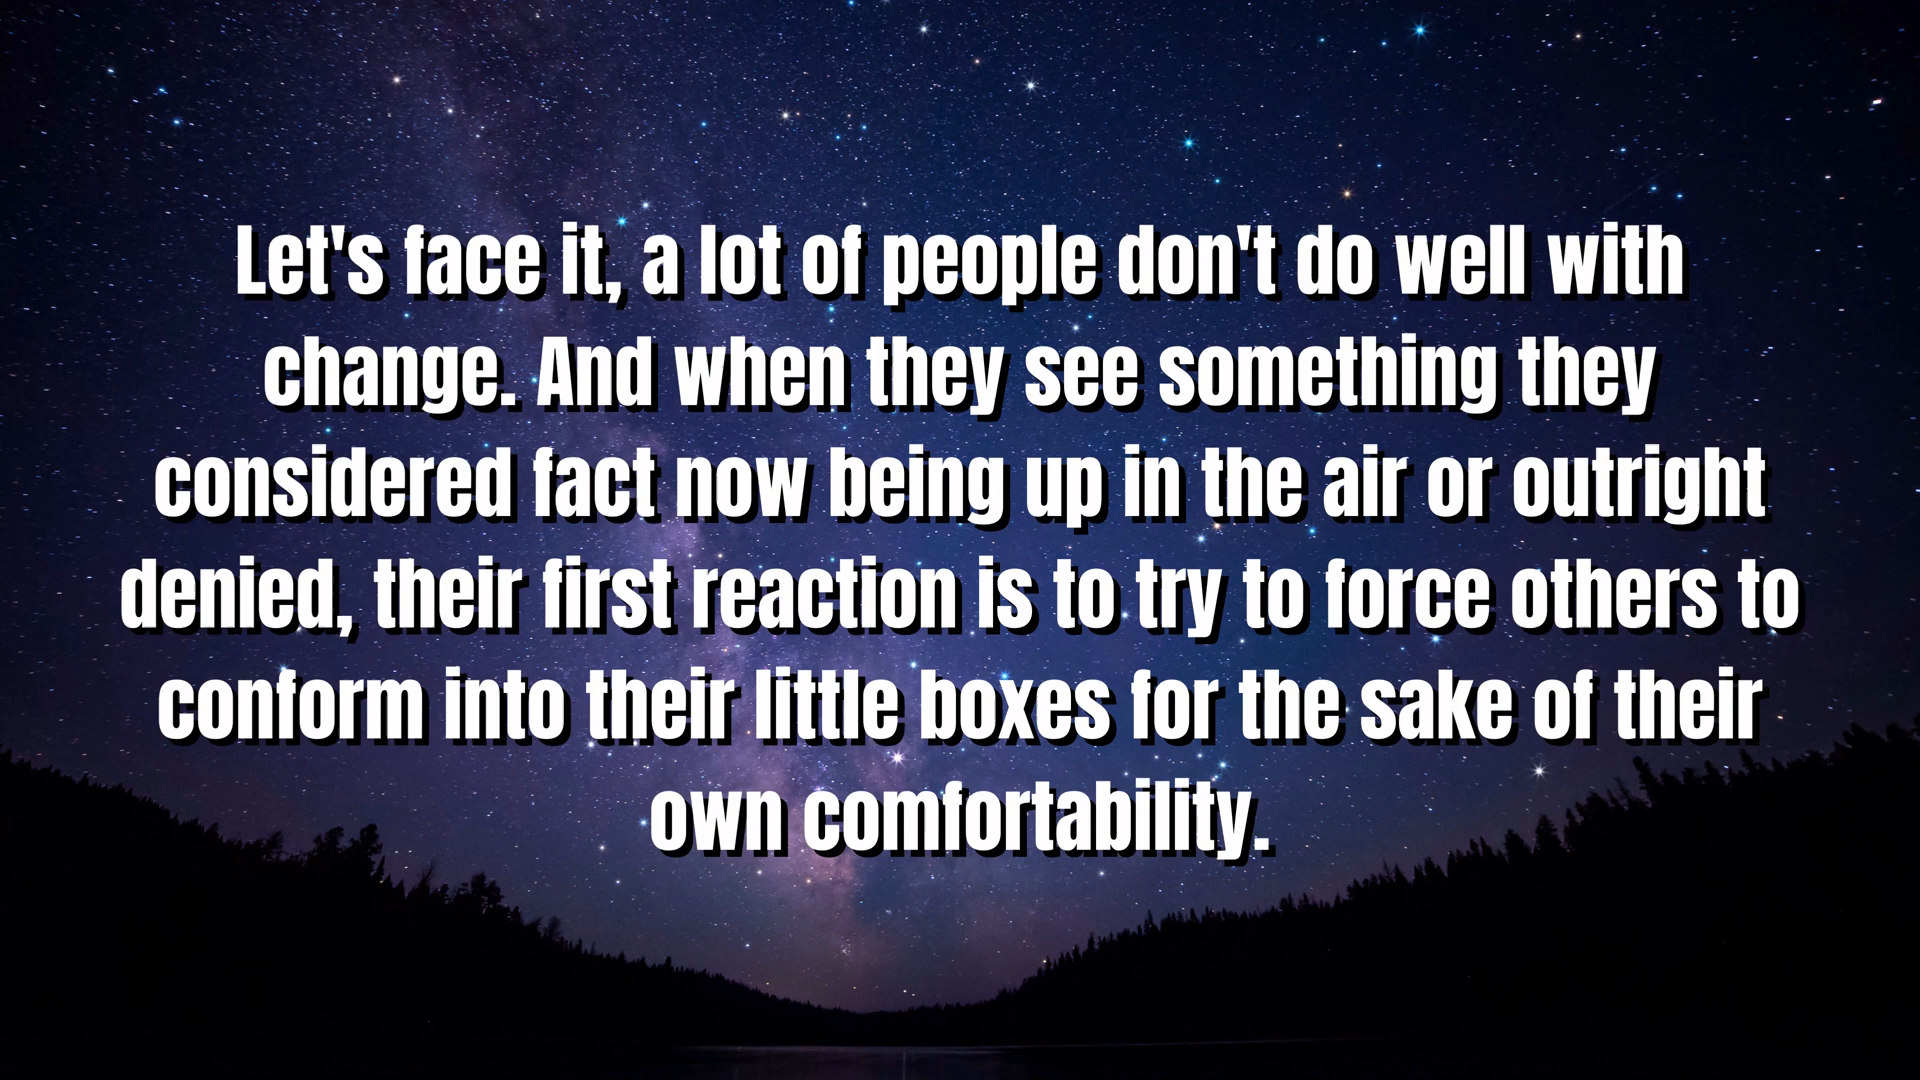 Let's face it, a lot of people don't do well with
change. And when they see something they
considered fact now being up in the air or outright
denied, their first reaction is to try to force others to
conform into their little boxes for the sake of their
own comfortability.